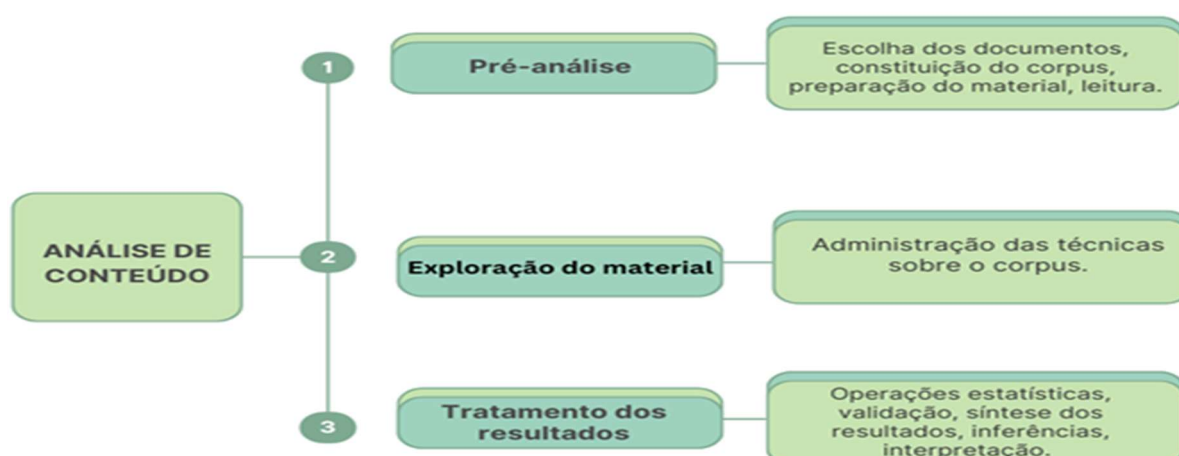 1
Pré-análise
Escolha dos documentos,
constituição do corpus,
preparação do material, leitura.
ANÁLISE DE
CONTEÚDO
2
Exploração do material
Administração das técnicas
sobre o corpus.
3
Tratamento dos
resultados
Operações estatísticas,
validação, síntese dos
resultados, inferências,
interpretação.